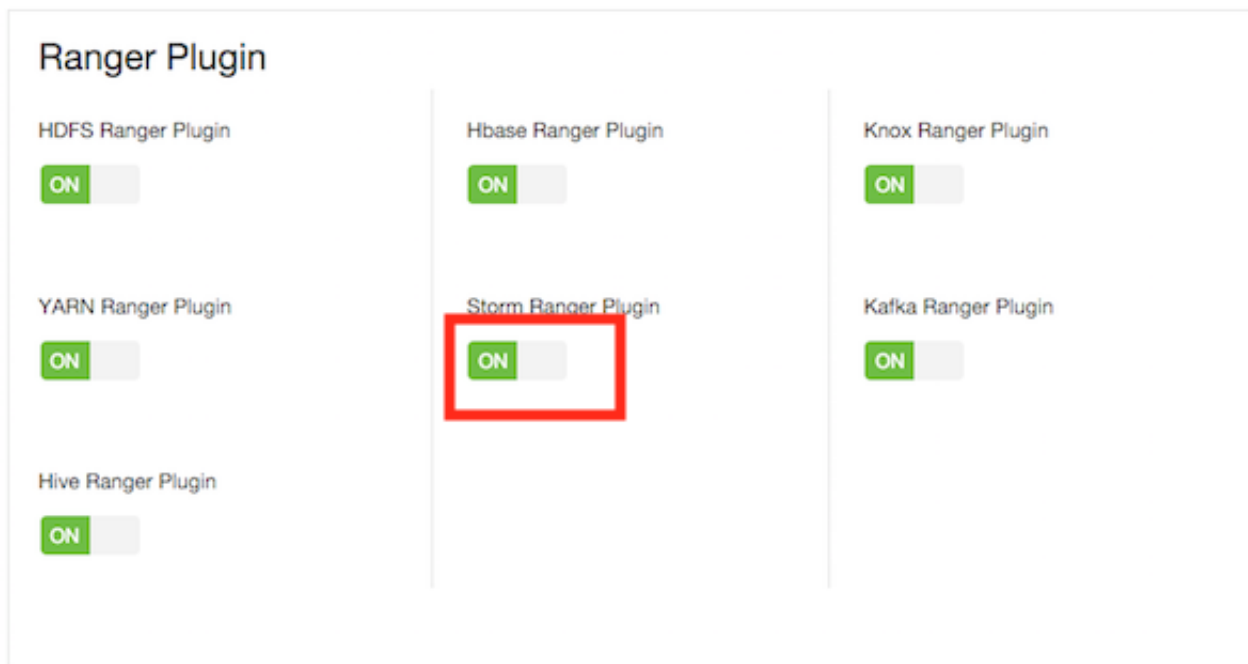 Ranger Plugin
HDFS Ranger Plugin
Hbase Ranger Plugin
Knox Ranger Plugin
ON
ON
ON
YARN Ranger Plugin
Storm Ranger Plugin
Kafka Ranger Plugin
ON
ON
ON
Hive Ranger Plugin
ON